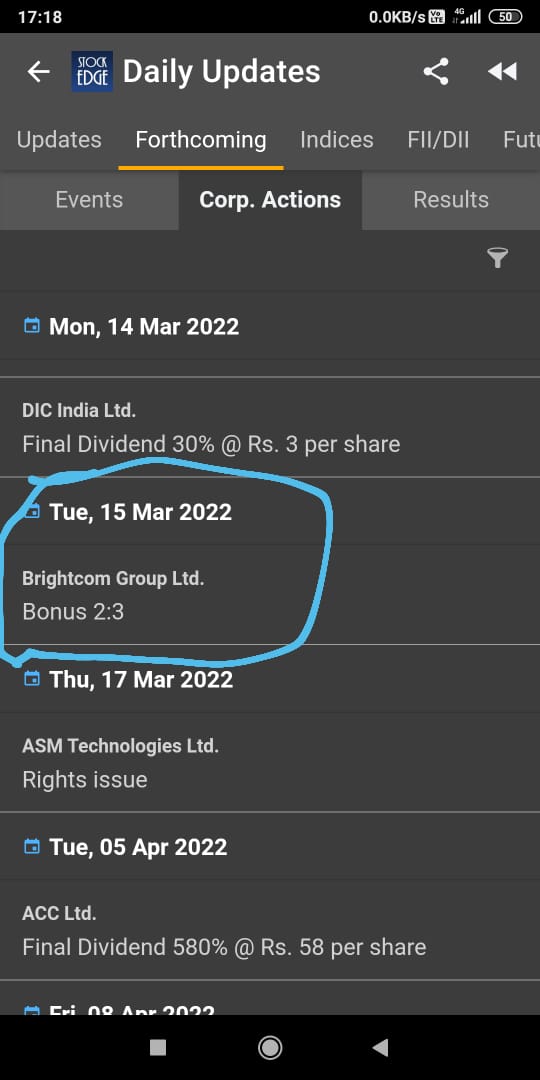 17:18 0.0KB/s Vo LTE 4G 50
STOCK EDGE Daily Updates
Updates Forthcoming Indices FII/DII Futu
Events Corp. Actions Results
Mon, 14 Mar 2022
DIC India Ltd.
Final Dividend 30% @ Rs. 3 per share
Tue, 15 Mar 2022
Brightcom Group Ltd.
Bonus 2:3
Thu, 17 Mar 2022
ASM Technologies Ltd.
Rights issue
Tue, 05 Apr 2022
ACC Ltd.
Final Dividend 580% @ Rs. 58 per share
Fri, 08 Apr 2022